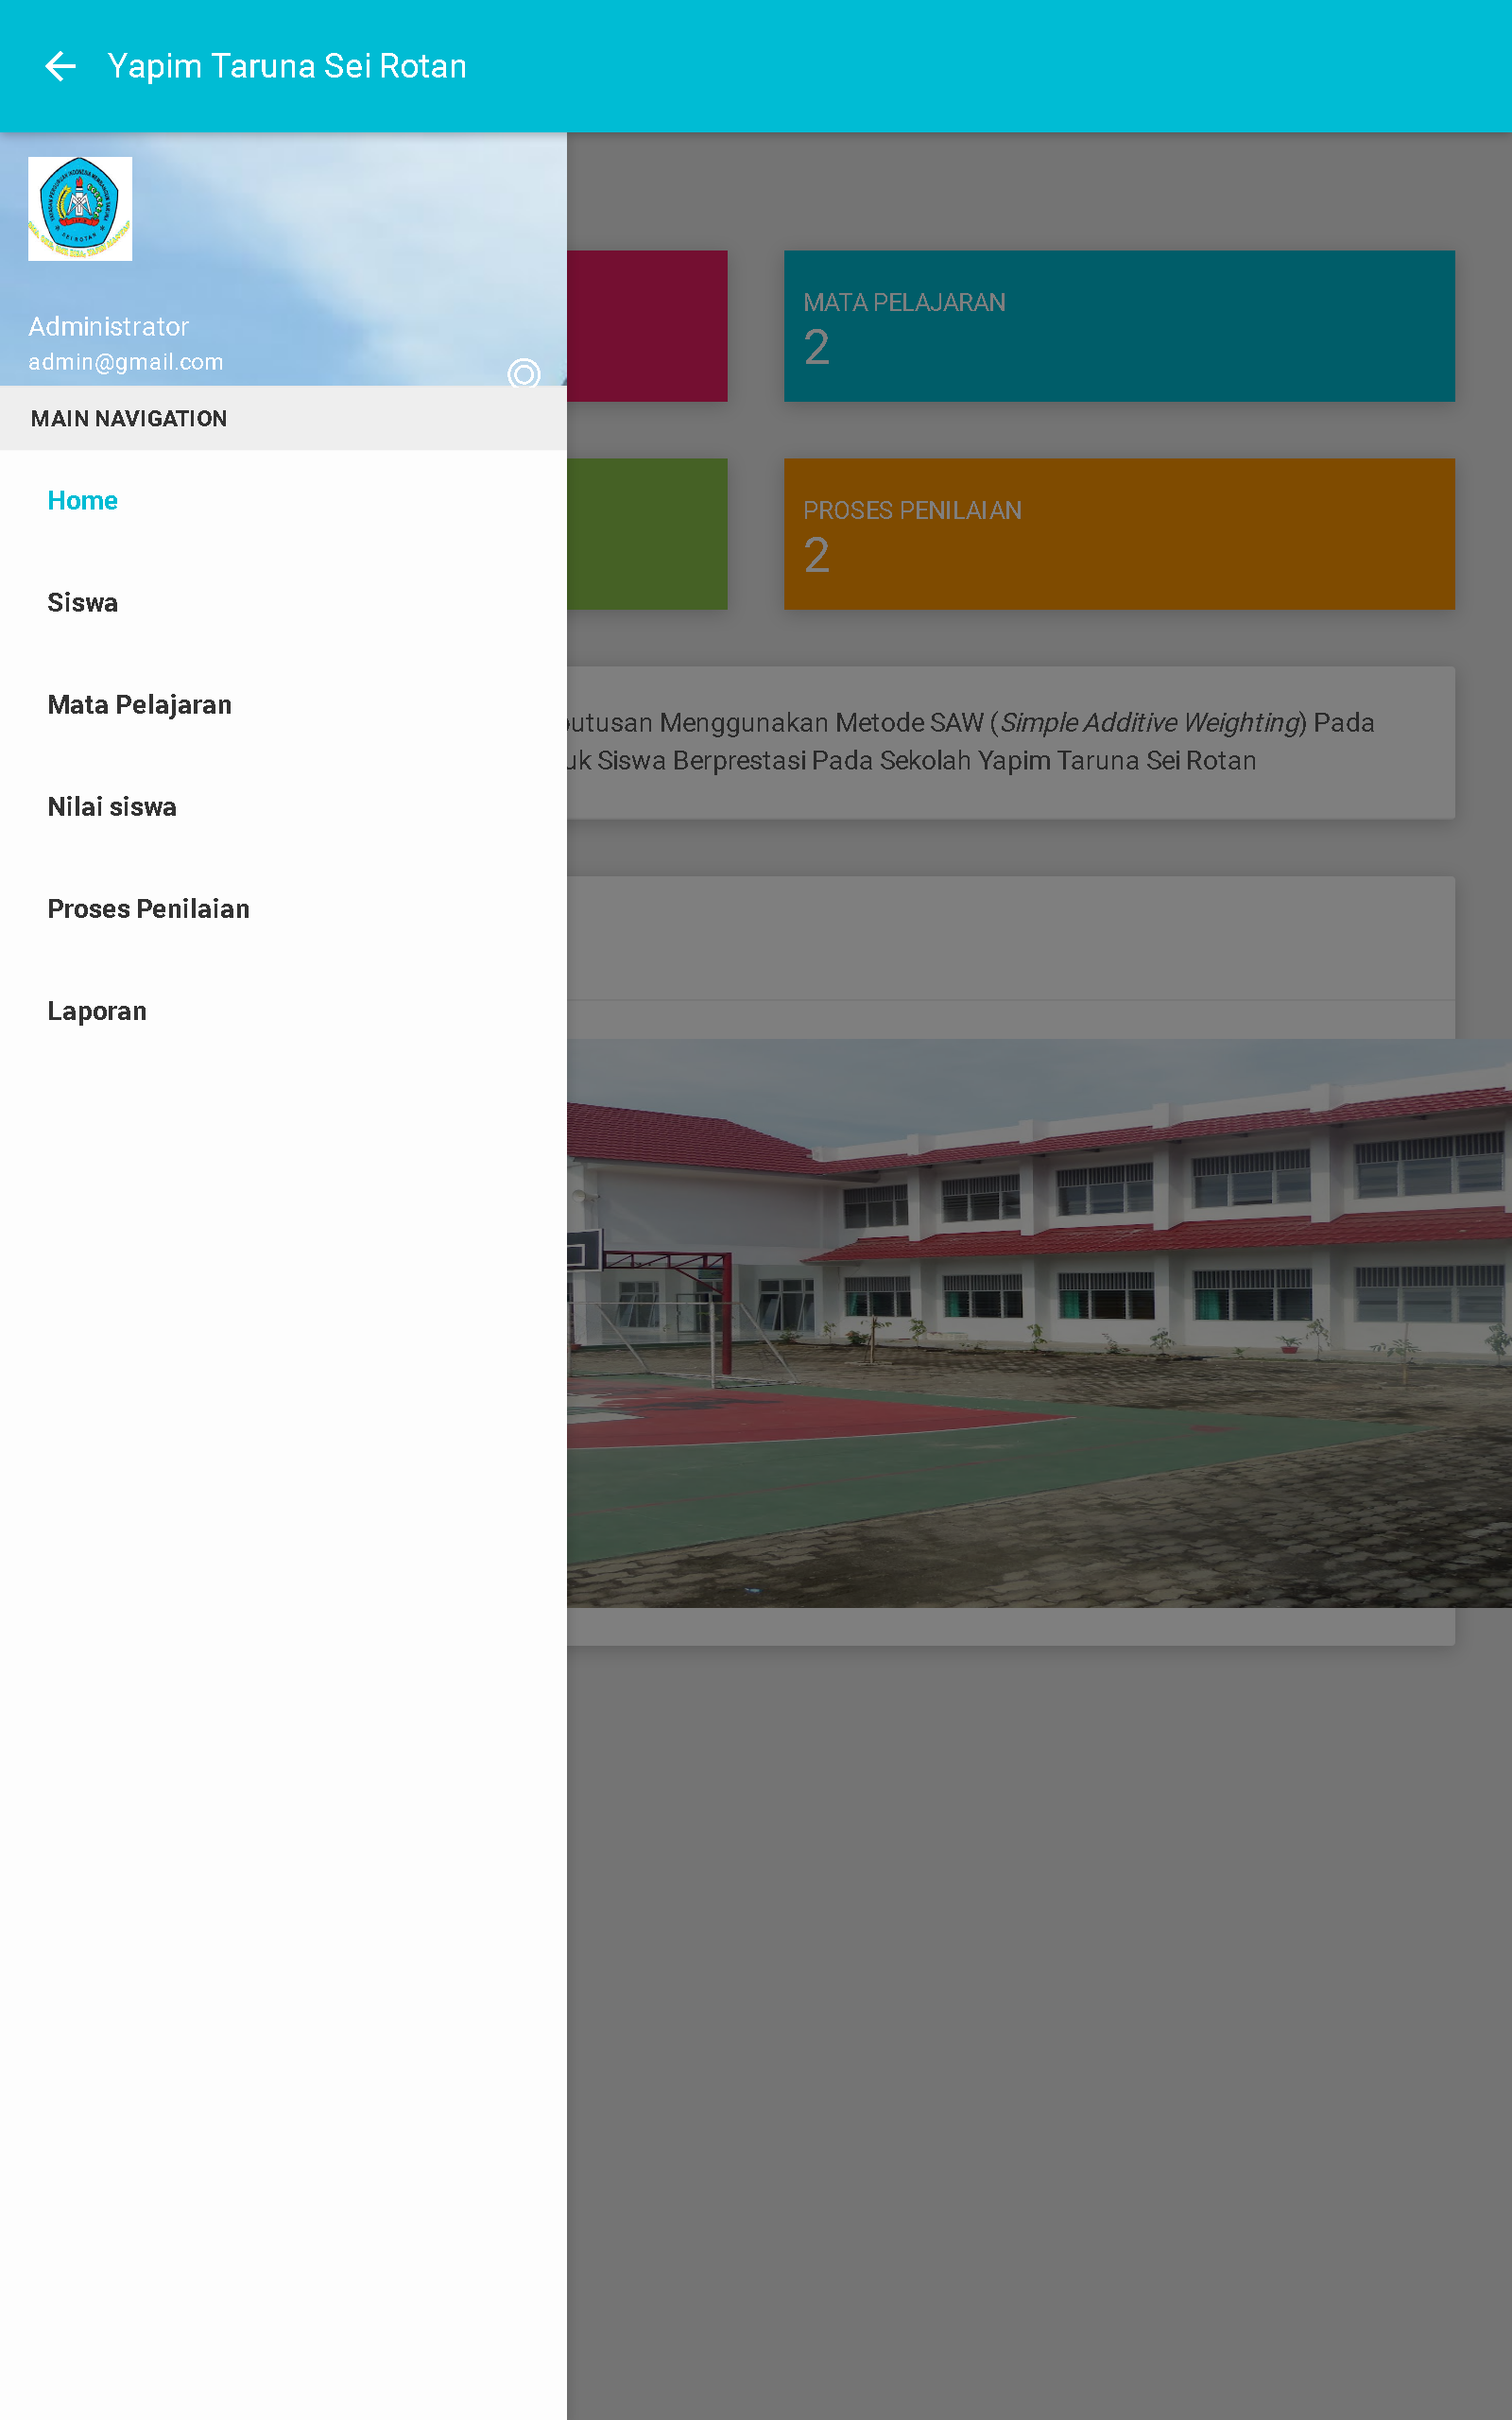 Yapim Taruna Sei Rotan
SEI ROTAN
Administrator
admin@gmail.com
MAIN NAVIGATION
Home
Siswa
Mata Pelajaran
Nilai siswa
Proses Penilaian
Laporan
MATA PELAJARAN
2
PROSES PENILAIAN
2
utusan Menggunakan Metode SAW (Simple Additive Weighting) Pada
uk Siswa Berprestasi Pada Sekolah Yapim Taruna Sei Rotan